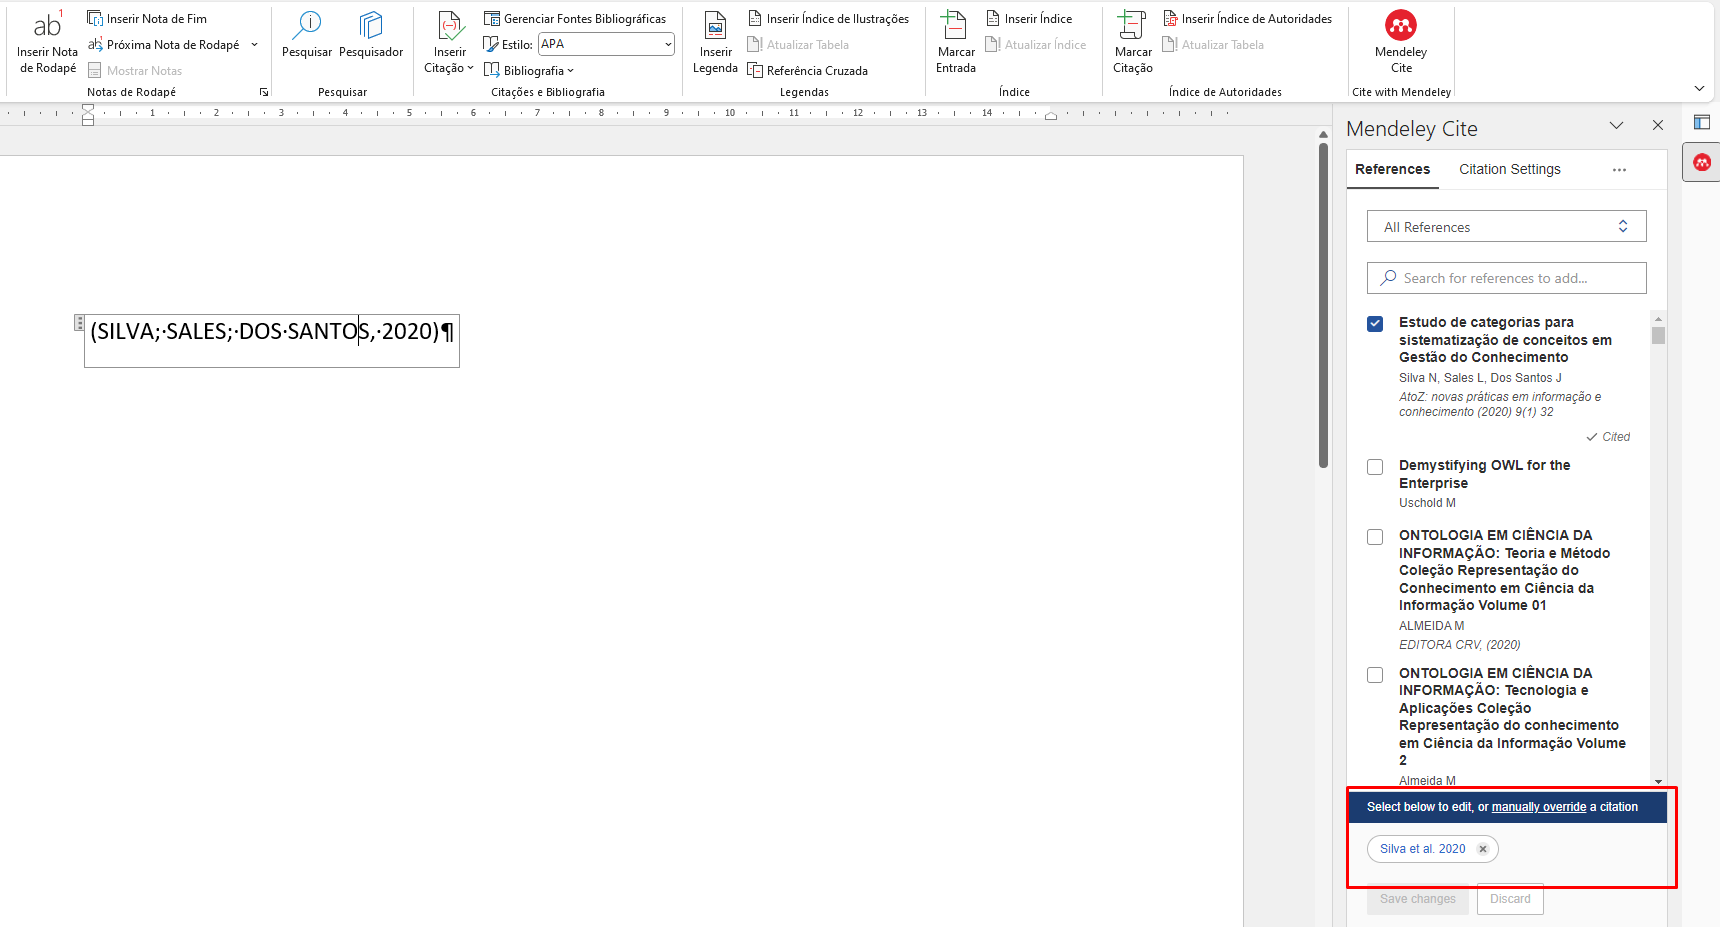 Inserir Nota de Rodapé
Inserir Nota de Fim
Próxima Nota de Rodapé
Mostrar Notas
Notas de Rodapé
Pesquisar
Pesquisador
Pesquisar
Inserir Citação
Gerenciar Fontes Bibliográficas
Estilo: APA
Bibliografia
Citações e Bibliografia
Inserir Legenda
Inserir Índice de Ilustrações
Atualizar Tabela
Referência Cruzada
Legendas
Marcar Entrada
Inserir Índice
Atualizar Índice
Índice
Marcar Citação
Inserir Índice de Autoridades
Atualizar Tabela
Índice de Autoridades
Mendeley Cite
Cite with Mendeley
1 2 3 4 5 6 7 8 9 10 11 12 13 14
(SILVA;·SALES;·DOS·SANTOS,·2020)¶
Mendeley Cite
References Citation Settings ...
All References
Search for references to add...
Estudo de categorias para
sistematização de conceitos em
Gestão do Conhecimento
Silva N, Sales L, Dos Santos J
AtoZ: novas práticas em informação e
conhecimento (2020) 9(1) 32
Cited
Demystifying OWL for the
Enterprise
Uschold M
ONTOLOGIA EM CIÊNCIA DA
INFORMAÇÃO: Teoria e Método
Coleção Representação do
Conhecimento em Ciência da
Informação Volume 01
ALMEIDA M
EDITORA CRV, (2020)
ONTOLOGIA EM CIÊNCIA DA
INFORMAÇÃO: Tecnologia e
Aplicações Coleção
Representação do conhecimento
em Ciência da Informação Volume
2
Almeida M
Select below to edit, or manually override a citation
Silva et al. 2020
Save changes Discard